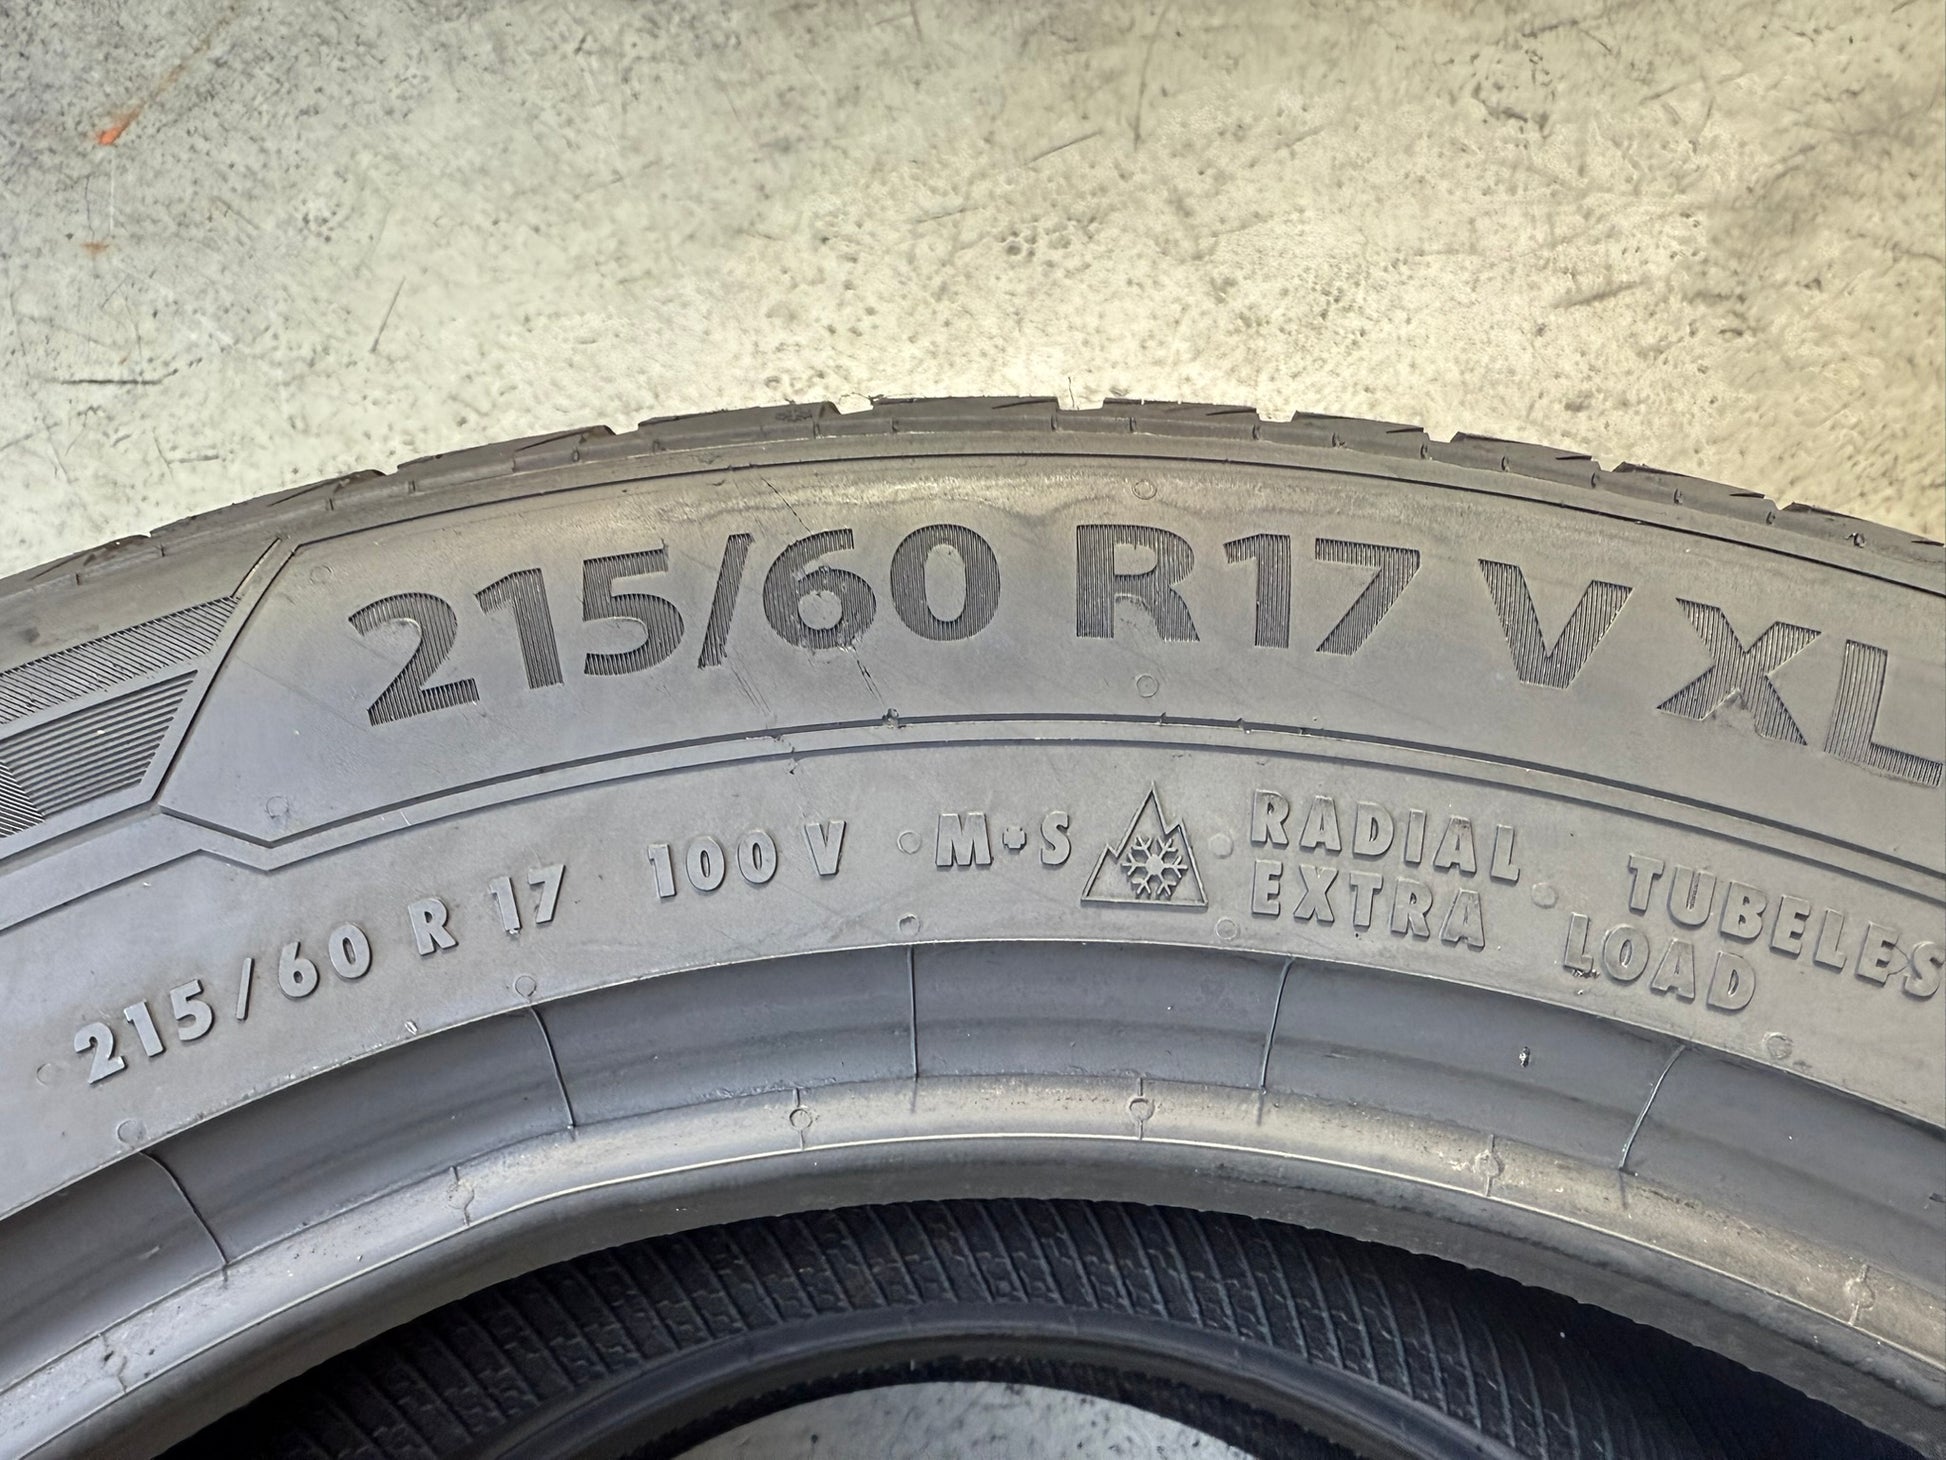 215/60 R17 V XL
215/60 R 17 100 V M+S RADIAL TUBELES
EXTRA LOAD